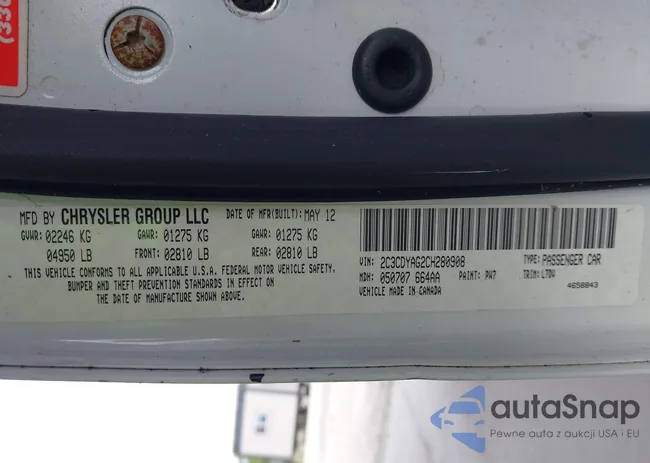 (330
MFD BY CHRYSLER GROUP LLC DATE OF MFR(BUILT): MAY 12
GVWR: 02246 KG GAWR: 01275 KG GAWR: 01275 KG
04950 LB FRONT: 02810 LB REAR: 02810 LB
THIS VEHICLE CONFORMS TO ALL APPLICABLE U.S.A. FEDERAL MOTOR VEHICLE SAFETY,
BUMPER AND THEFT PREVENTION STANDARDS IN EFFECT ON
THE DATE OF MANUFACTURE SHOWN ABOVE.
VIN: 2C3CDYAG2CH280908 TYPE: PASSENGER CAR
MDH: 050707 664AA PAINT: PW7 TRIM: L7DV
VEHICLE MADE IN CANADA 4658843
autaSnap
Pewne auta z aukcji USA i EU